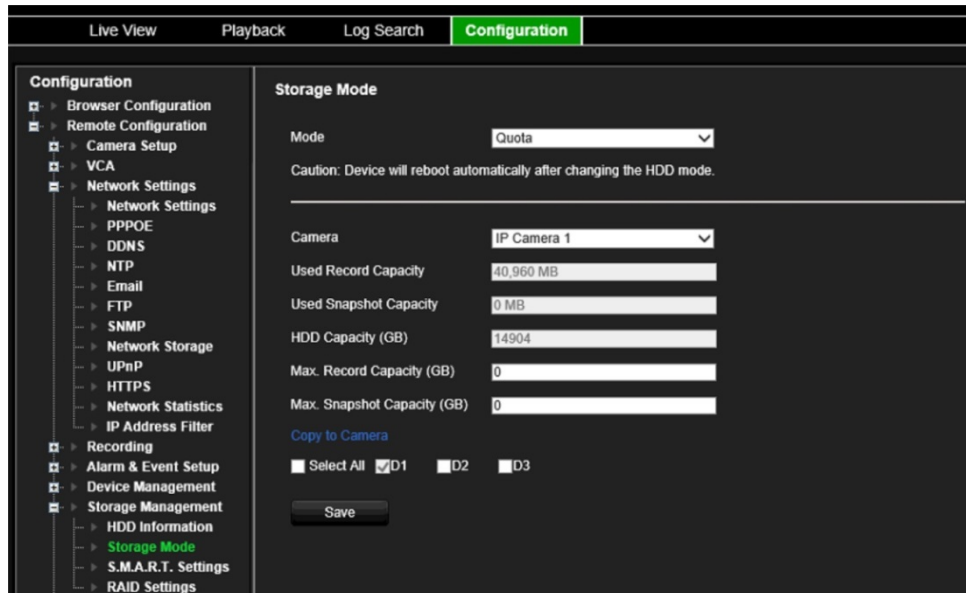 Live View Playback Log Search Configuration
Configuration
Browser Configuration
Remote Configuration
Camera Setup
VCA
Network Settings
Network Settings
PPPOE
DDNS
NTP
Email
FTP
SNMP
Network Storage
UPnP
HTTPS
Network Statistics
IP Address Filter
Recording
Alarm & Event Setup
Device Management
Storage Management
HDD Information
Storage Mode
S.M.A.R.T. Settings
RAID Settings
Storage Mode
Mode Quota
Caution: Device will reboot automatically after changing the HDD mode.
Camera IP Camera 1
Used Record Capacity 40,960 MB
Used Snapshot Capacity 0 MB
HDD Capacity (GB) 14904
Max. Record Capacity (GB) 0
Max. Snapshot Capacity (GB) 0
Copy to Camera
Select All D1 D2 D3
Save